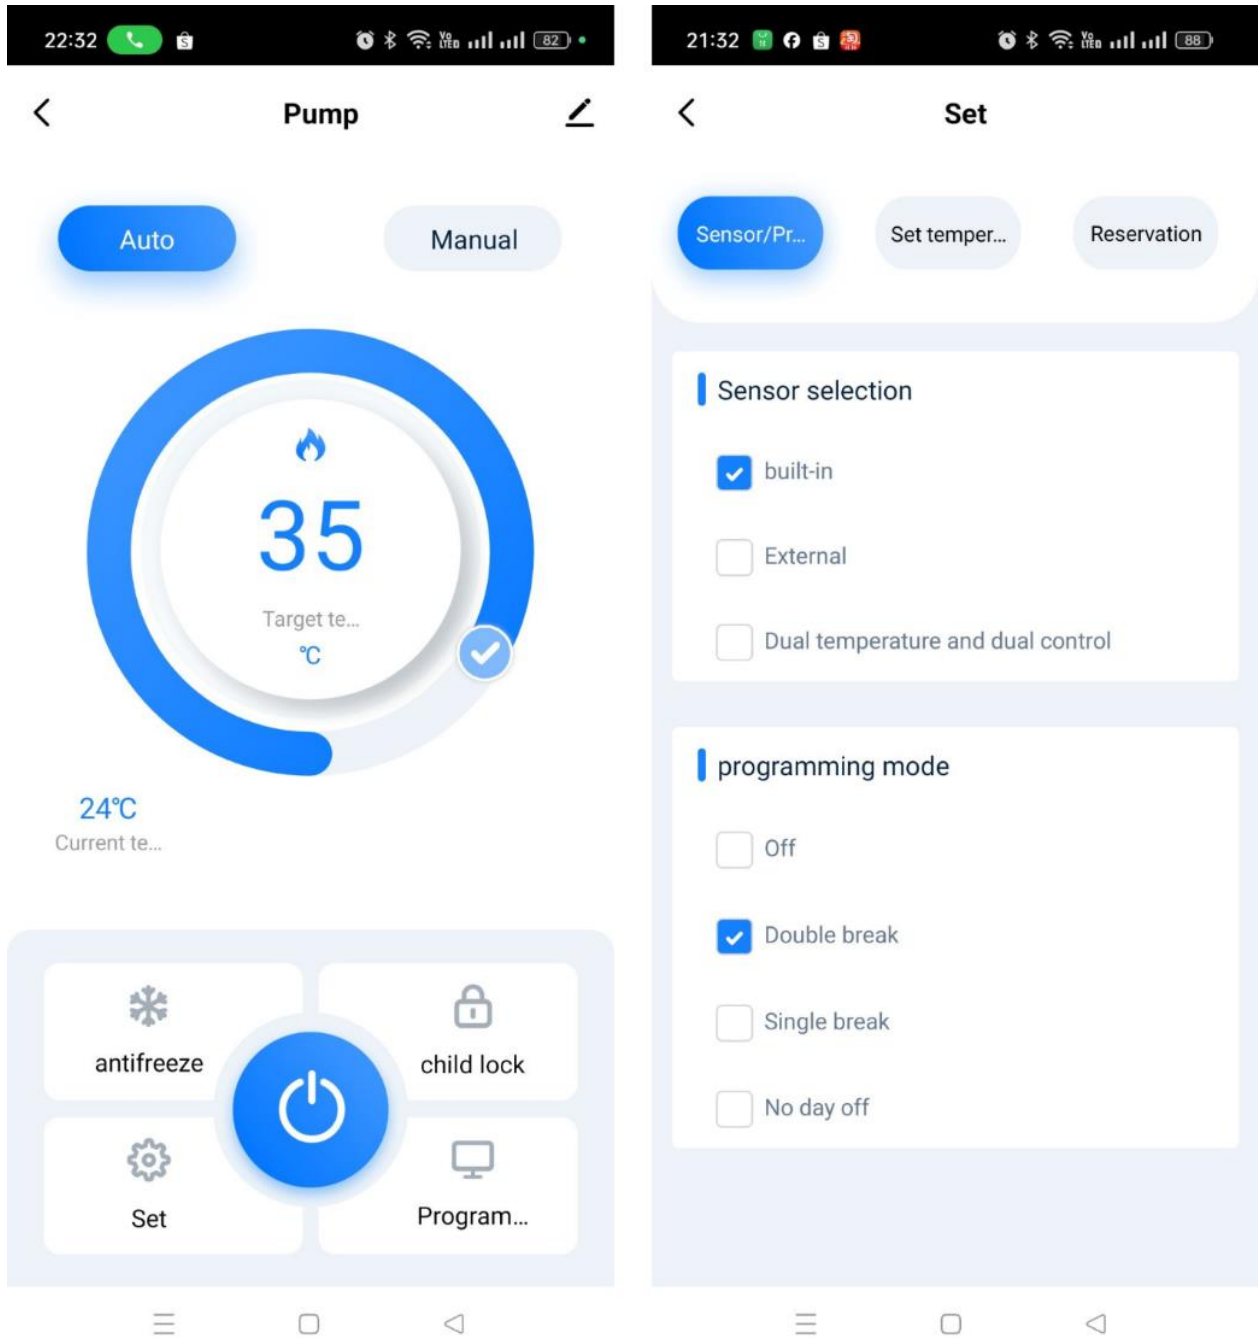 22:32
82
Pump
Auto
Manual
35
Target te...
℃
24℃
Current te...
antifreeze
child lock
Set
Program...
21:32
88
Set
Sensor/Pr...
Set temper...
Reservation
Sensor selection
built-in
External
Dual temperature and dual control
programming mode
Off
Double break
Single break
No day off